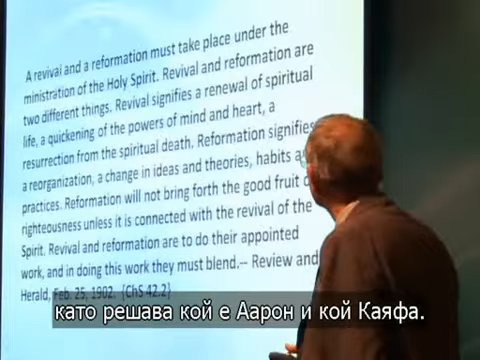 A revival and a reformation must take place under the
ministration of the Holy Spirit. Revival and reformation are
two different things. Revival signifies a renewal of spiritual
life, a quickening of the powers of mind and heart, a
resurrection from the spiritual death. Reformation signifies
a reorganization, a change in ideas and theories, habits a
practices. Reformation will not bring forth the good fruit o
righteousness unless it is connected with the revival of the
Spirit. Revival and reformation are to do their appointed
work, and in doing this work they must blend.-- Review and
Herald, Feb. 25, 1902. {ChS 42.2}
като решава кой е Аарон и кой Каяфа.